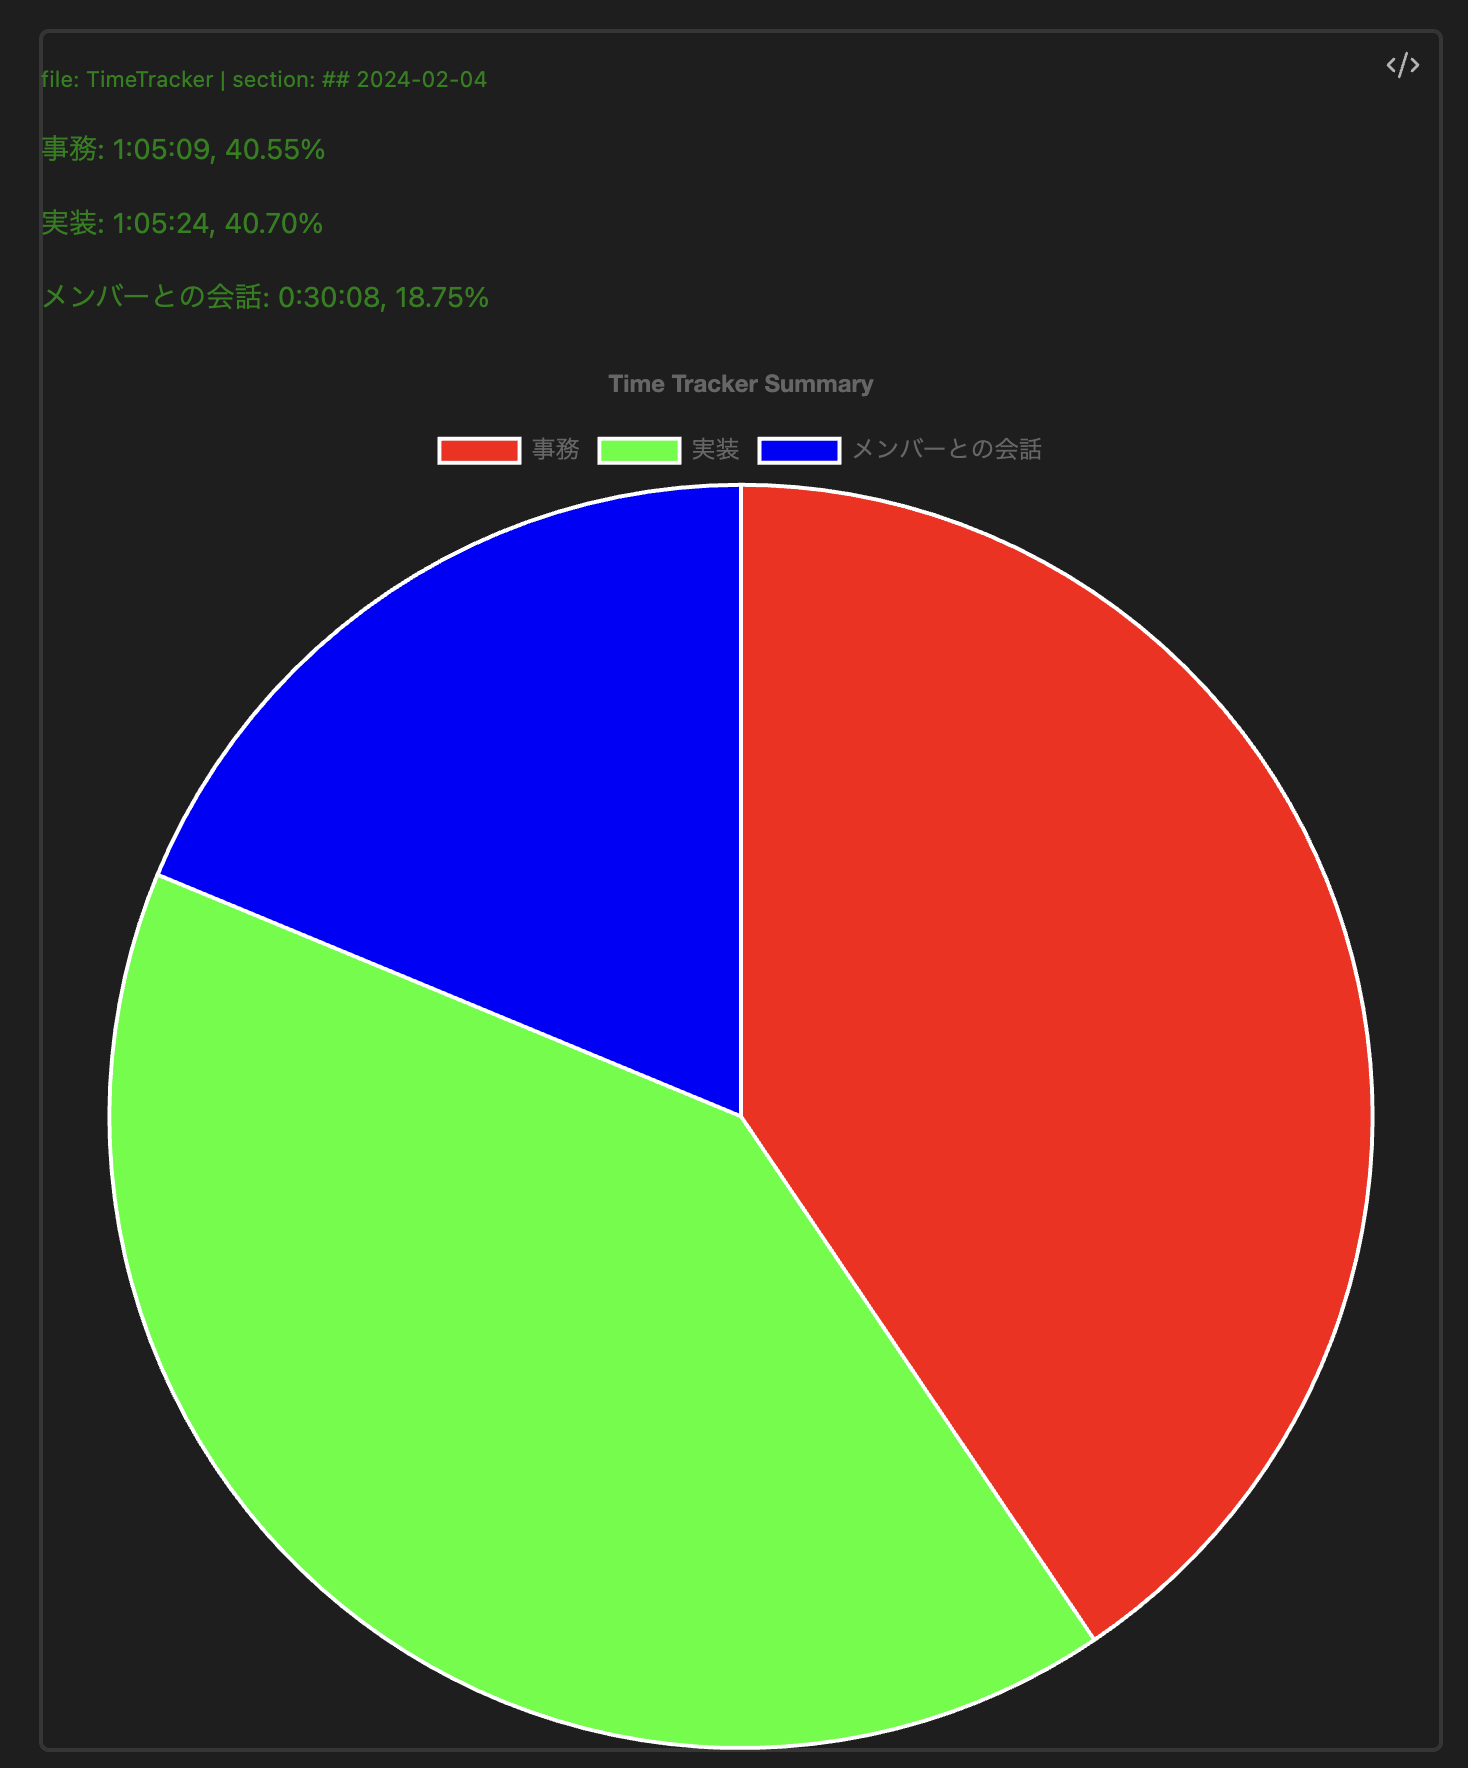 file: TimeTracker | section: ## 2024-02-04
事務: 1:05:09, 40.55%
実装: 1:05:24, 40.70%
メンバーとの会話: 0:30:08, 18.75%
Time Tracker Summary
事務 実装 メンバーとの会話